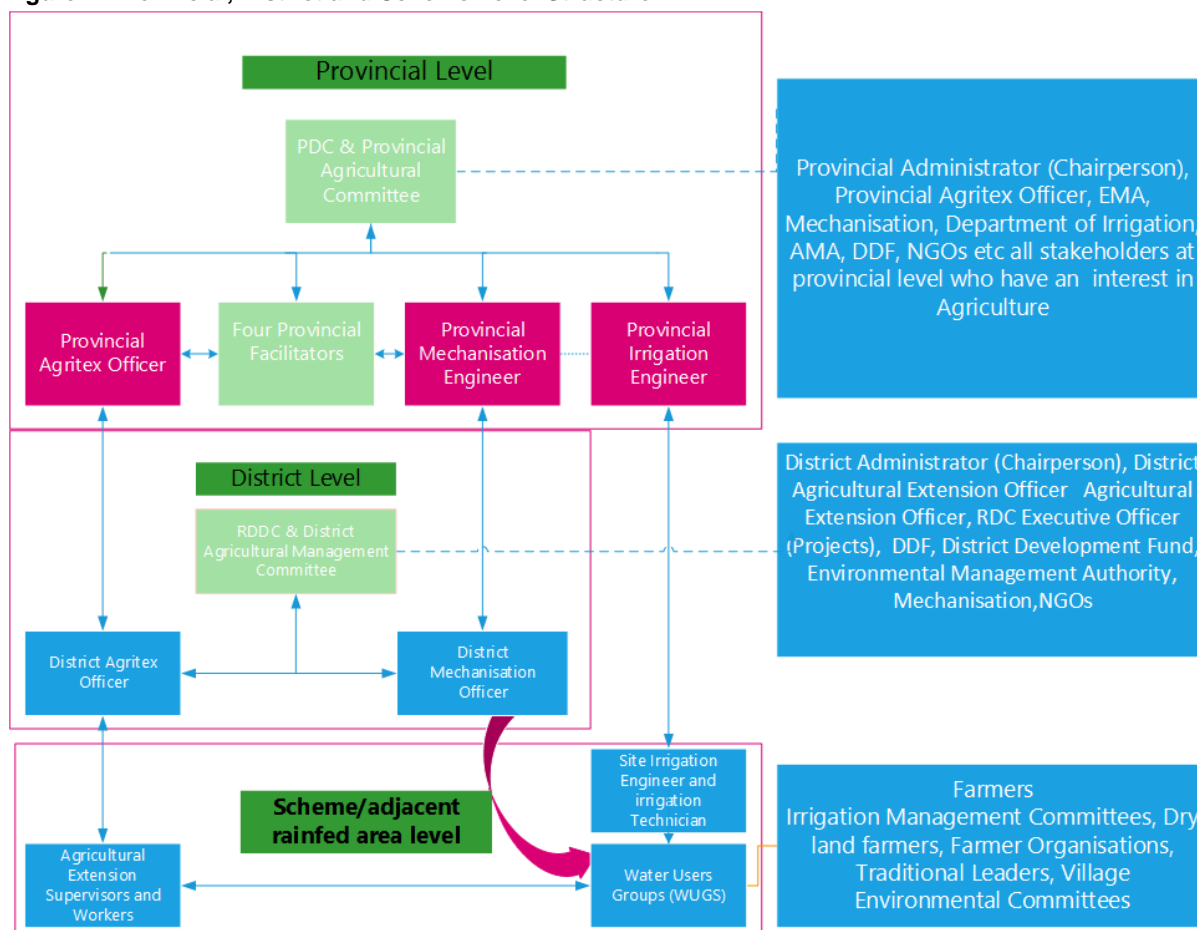 Provincial Level
PDC & Provincial
Agricultural
Committee
Provincial Administrator (Chairperson),
Provincial Agritex Officer, EMA,
Mechanisation, Department of Irrigation,
AMA, DDF, NGOs etc all stakeholders at
provincial level who have an interest in
Agriculture
Provincial
Agritex Officer
Four Provincial
Facilitators
Provincial
Mechanisation
Engineer
Provincial
Irrigation
Engineer
District Level
RDDC & District
Agricultural Management
Committee
District Administrator (Chairperson), District
Agricultural Extension Officer Agricultural
Extension Officer, RDC Executive Officer
(Projects), DDF, District Development Fund,
Environmental Management Authority,
Mechanisation,NGOs
District Agritex
Officer
District
Mechanisation
Officer
Scheme/adjacent
rainfed area level
Site Irrigation
Engineer and
irrigation
Technician
Agricultural
Extension
Supervisors and
Workers
Water Users
Groups (WUGS)
Farmers
Irrigation Management Committees, Dry
land farmers, Farmer Organisations,
Traditional Leaders, Village
Environmental Committees